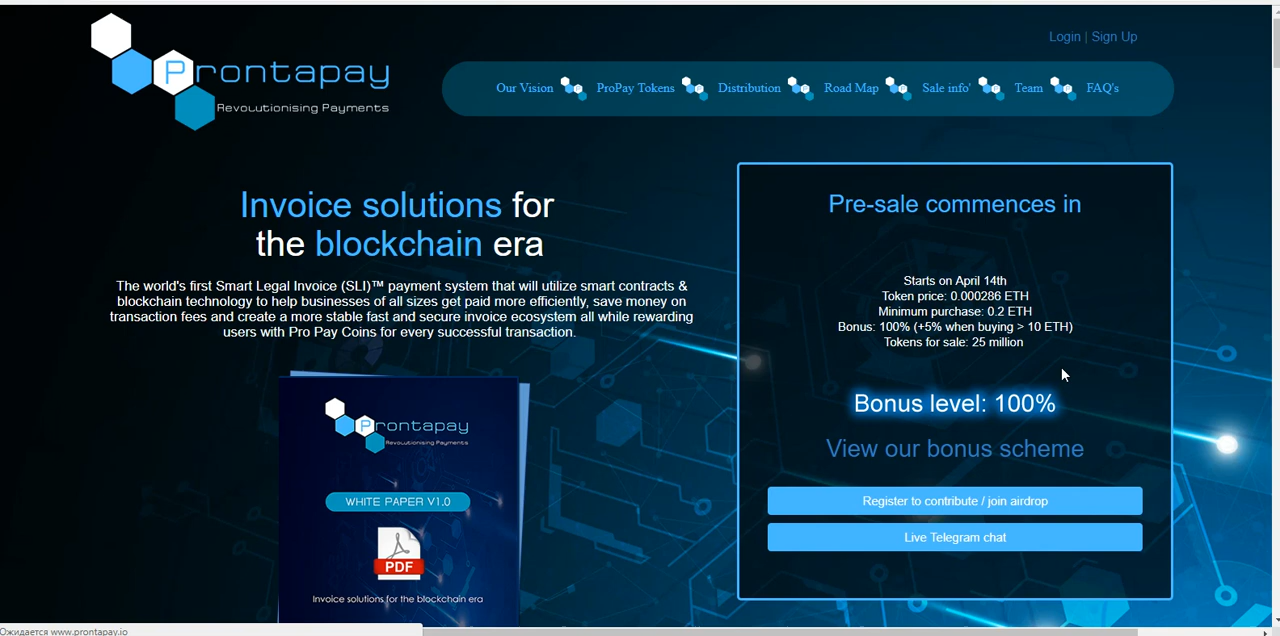 Login | Sign Up
Prontapay
Revolutionising Payments
Our Vision
ProPay Tokens
Distribution
Road Map
Sale info'
Team
FAQ's
Invoice solutions for
the blockchain era
The world's first Smart Legal Invoice (SLI)™ payment system that will utilize smart contracts &
blockchain technology to help businesses of all sizes get paid more efficiently, save money on
transaction fees and create a more stable fast and secure invoice ecosystem all while rewarding
users with Pro Pay Coins for every successful transaction.
Prontapay
Revolutionising Payments
WHITE PAPER V1.0
PDF
Invoice solutions for the blockchain era
Pre-sale commences in
Starts on April 14th
Token price: 0.000286 ETH
Minimum purchase: 0.2 ETH
Bonus: 100% (+5% when buying > 10 ETH)
Tokens for sale: 25 million
Bonus level: 100%
View our bonus scheme
Register to contribute / join airdrop
Live Telegram chat
Ожидается www.prontapay.io